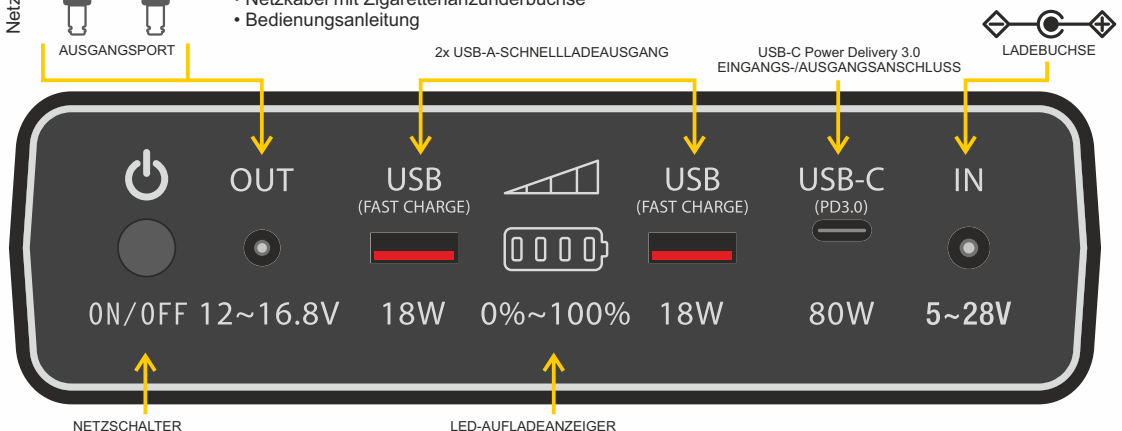 Netz
• Netzkabel mit Zigarettenanzünderbuchse
• Bedienungsanleitung
AUSGANGSPORT
2x USB-A-SCHNELLLADEAUSGANG
USB-C Power Delivery 3.0
EINGANGS-/AUSGANGSANSCHLUSS
LADEBUCHSE
OUT
USB
(FAST CHARGE)
USB
(FAST CHARGE)
USB-C
(PD3.0)
IN
ON/OFF
12~16.8V
18W
0%~100%
18W
80W
5~28V
NETZSCHALTER
LED-AUFLADEANZEIGER